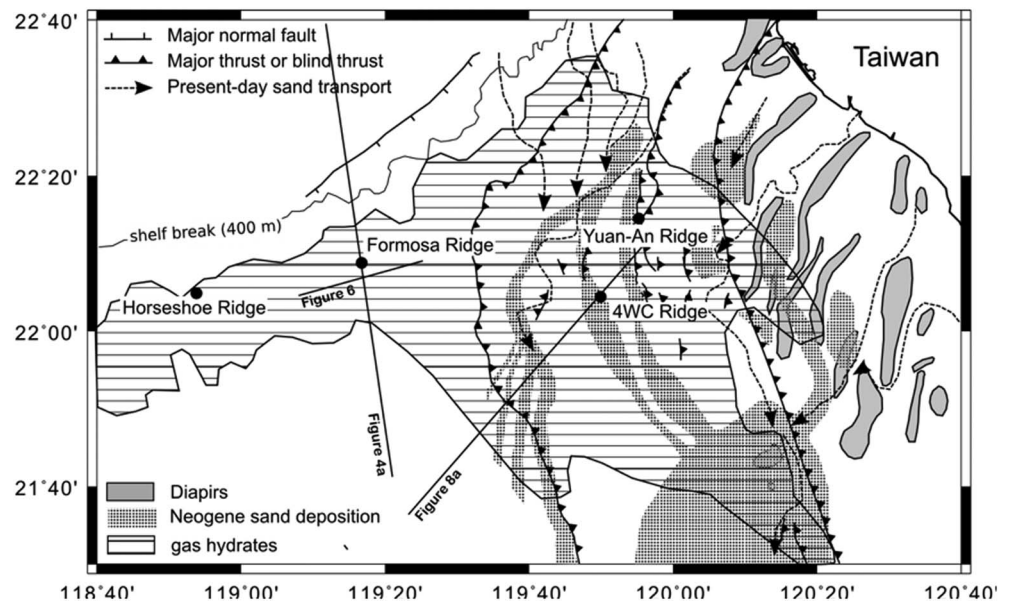 22°40'
Major normal fault
Major thrust or blind thrust
Present-day sand transport
Taiwan
22°20'
shelf break (400 m)
Formosa Ridge
Yuan-An Ridge
Figure 6
Horseshoe Ridge
4WC Ridge
22°00'
Figure 4a
Figure 8a
21°40'
Diapirs
Neogene sand deposition
gas hydrates
118°40' 119°00' 119°20' 119°40' 120°00' 120°20' 120°40'